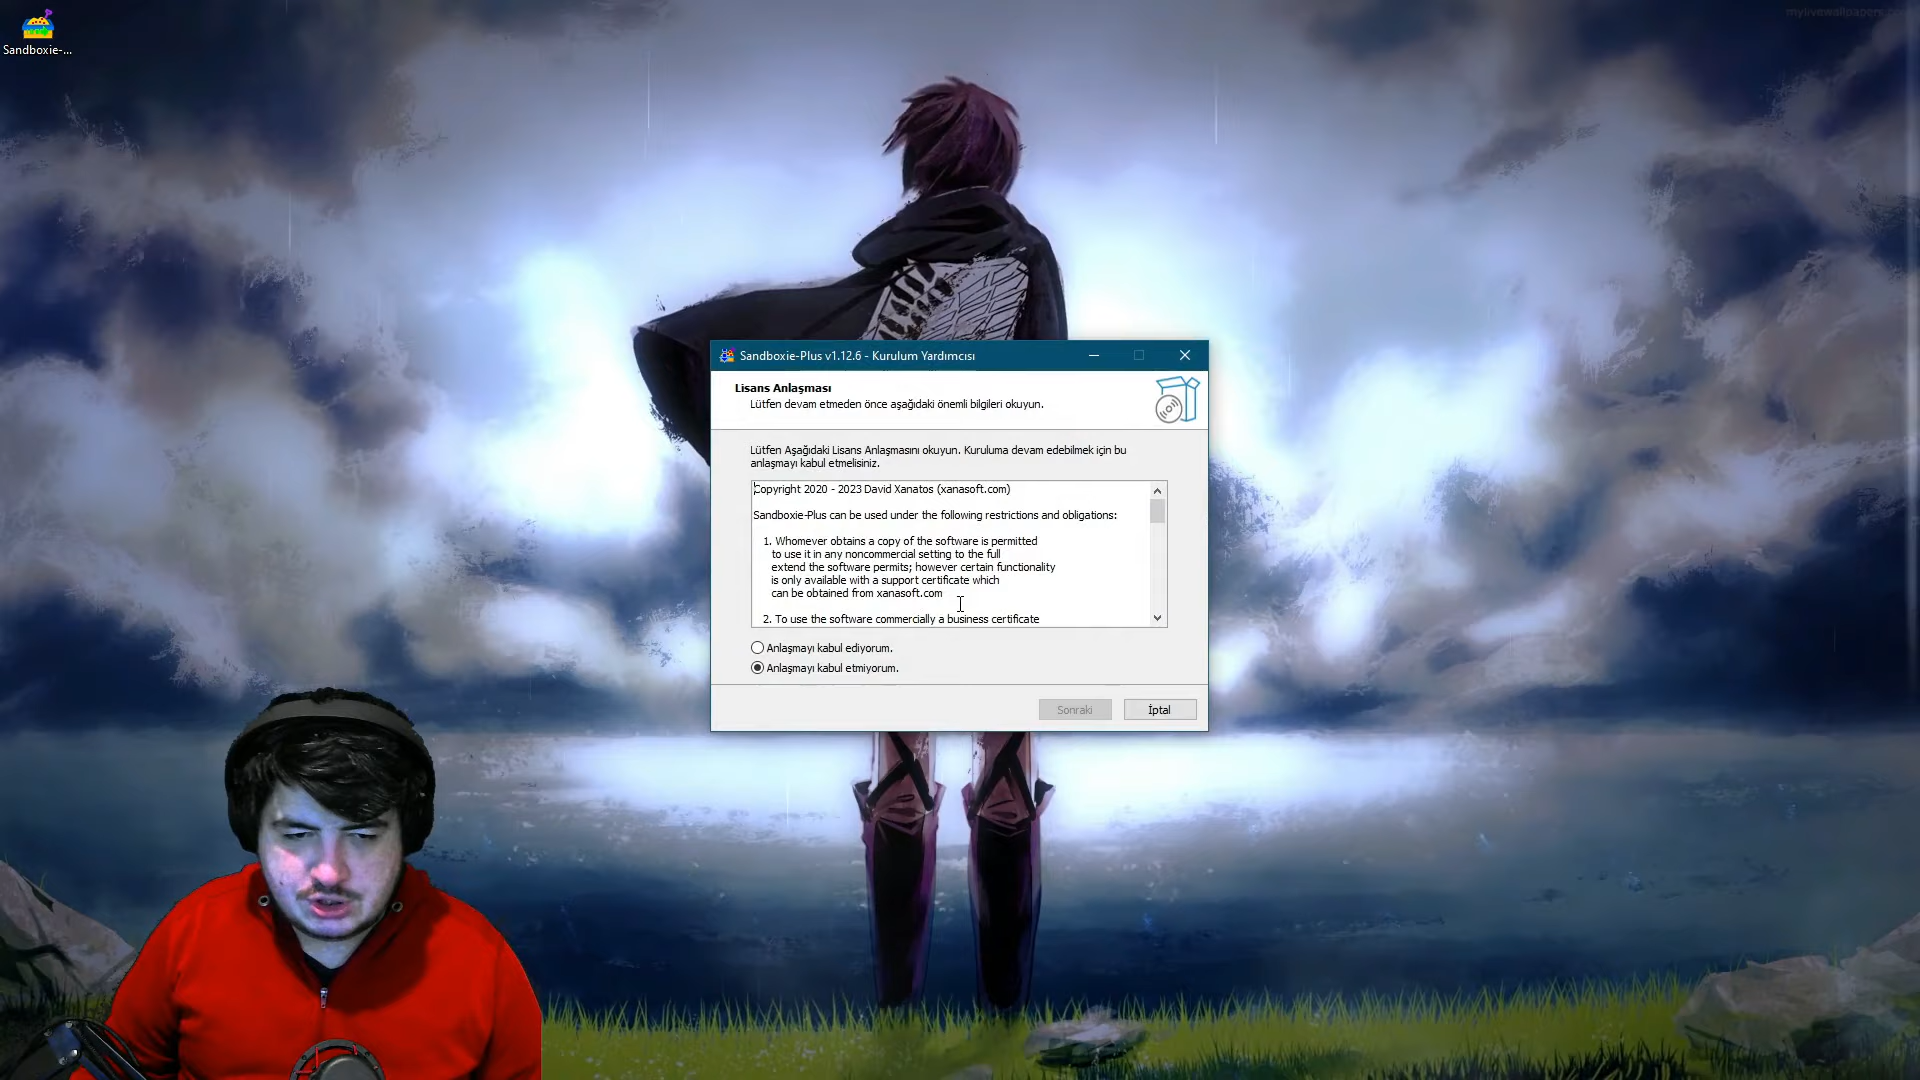 mylivewallpapers.
Sandboxie-...
Sandboxie-Plus v1.12.6 - Kurulum Yardımcısı
Lisans Anlaşması
Lütfen devam etmeden önce aşağıdaki önemli bilgileri okuyun.
Lütfen Aşağıdaki Lisans Anlaşmasını okuyun. Kuruluma devam edebilmek için bu
anlaşmayı kabul etmelisiniz.
Copyright 2020 - 2023 David Xanatos (xanasoft.com)
Sandboxie-Plus can be used under the following restrictions and obligations:
1. Whomever obtains a copy of the software is permitted
to use it in any noncommercial setting to the full
extend the software permits; however certain functionality
is only available with a support certificate which
can be obtained from xanasoft.com
2. To use the software commercially a business certificate
Anlaşmayı kabul ediyorum.
Anlaşmayı kabul etmiyorum.
Sonraki
İptal